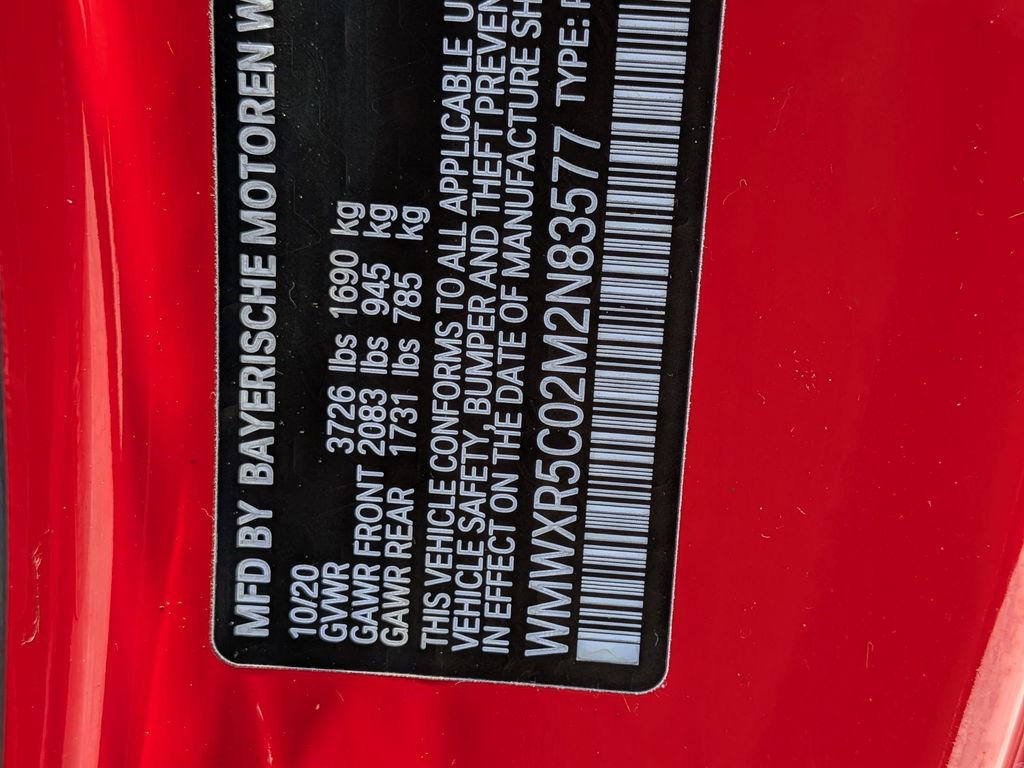 MFD BY BAYERISCHE MOTOREN W
10/20
GVWR 3726 lbs 1690 kg
GAWR FRONT 2083 lbs 945 kg
GAWR REAR 1731 lbs 785 kg
THIS VEHICLE CONFORMS TO ALL APPLICABLE U
VEHICLE SAFETY, BUMPER AND THEFT PREVEN
IN EFFECT ON THE DATE OF MANUFACTURE SH
WMWXR5C02M2N83577 TYPE: P